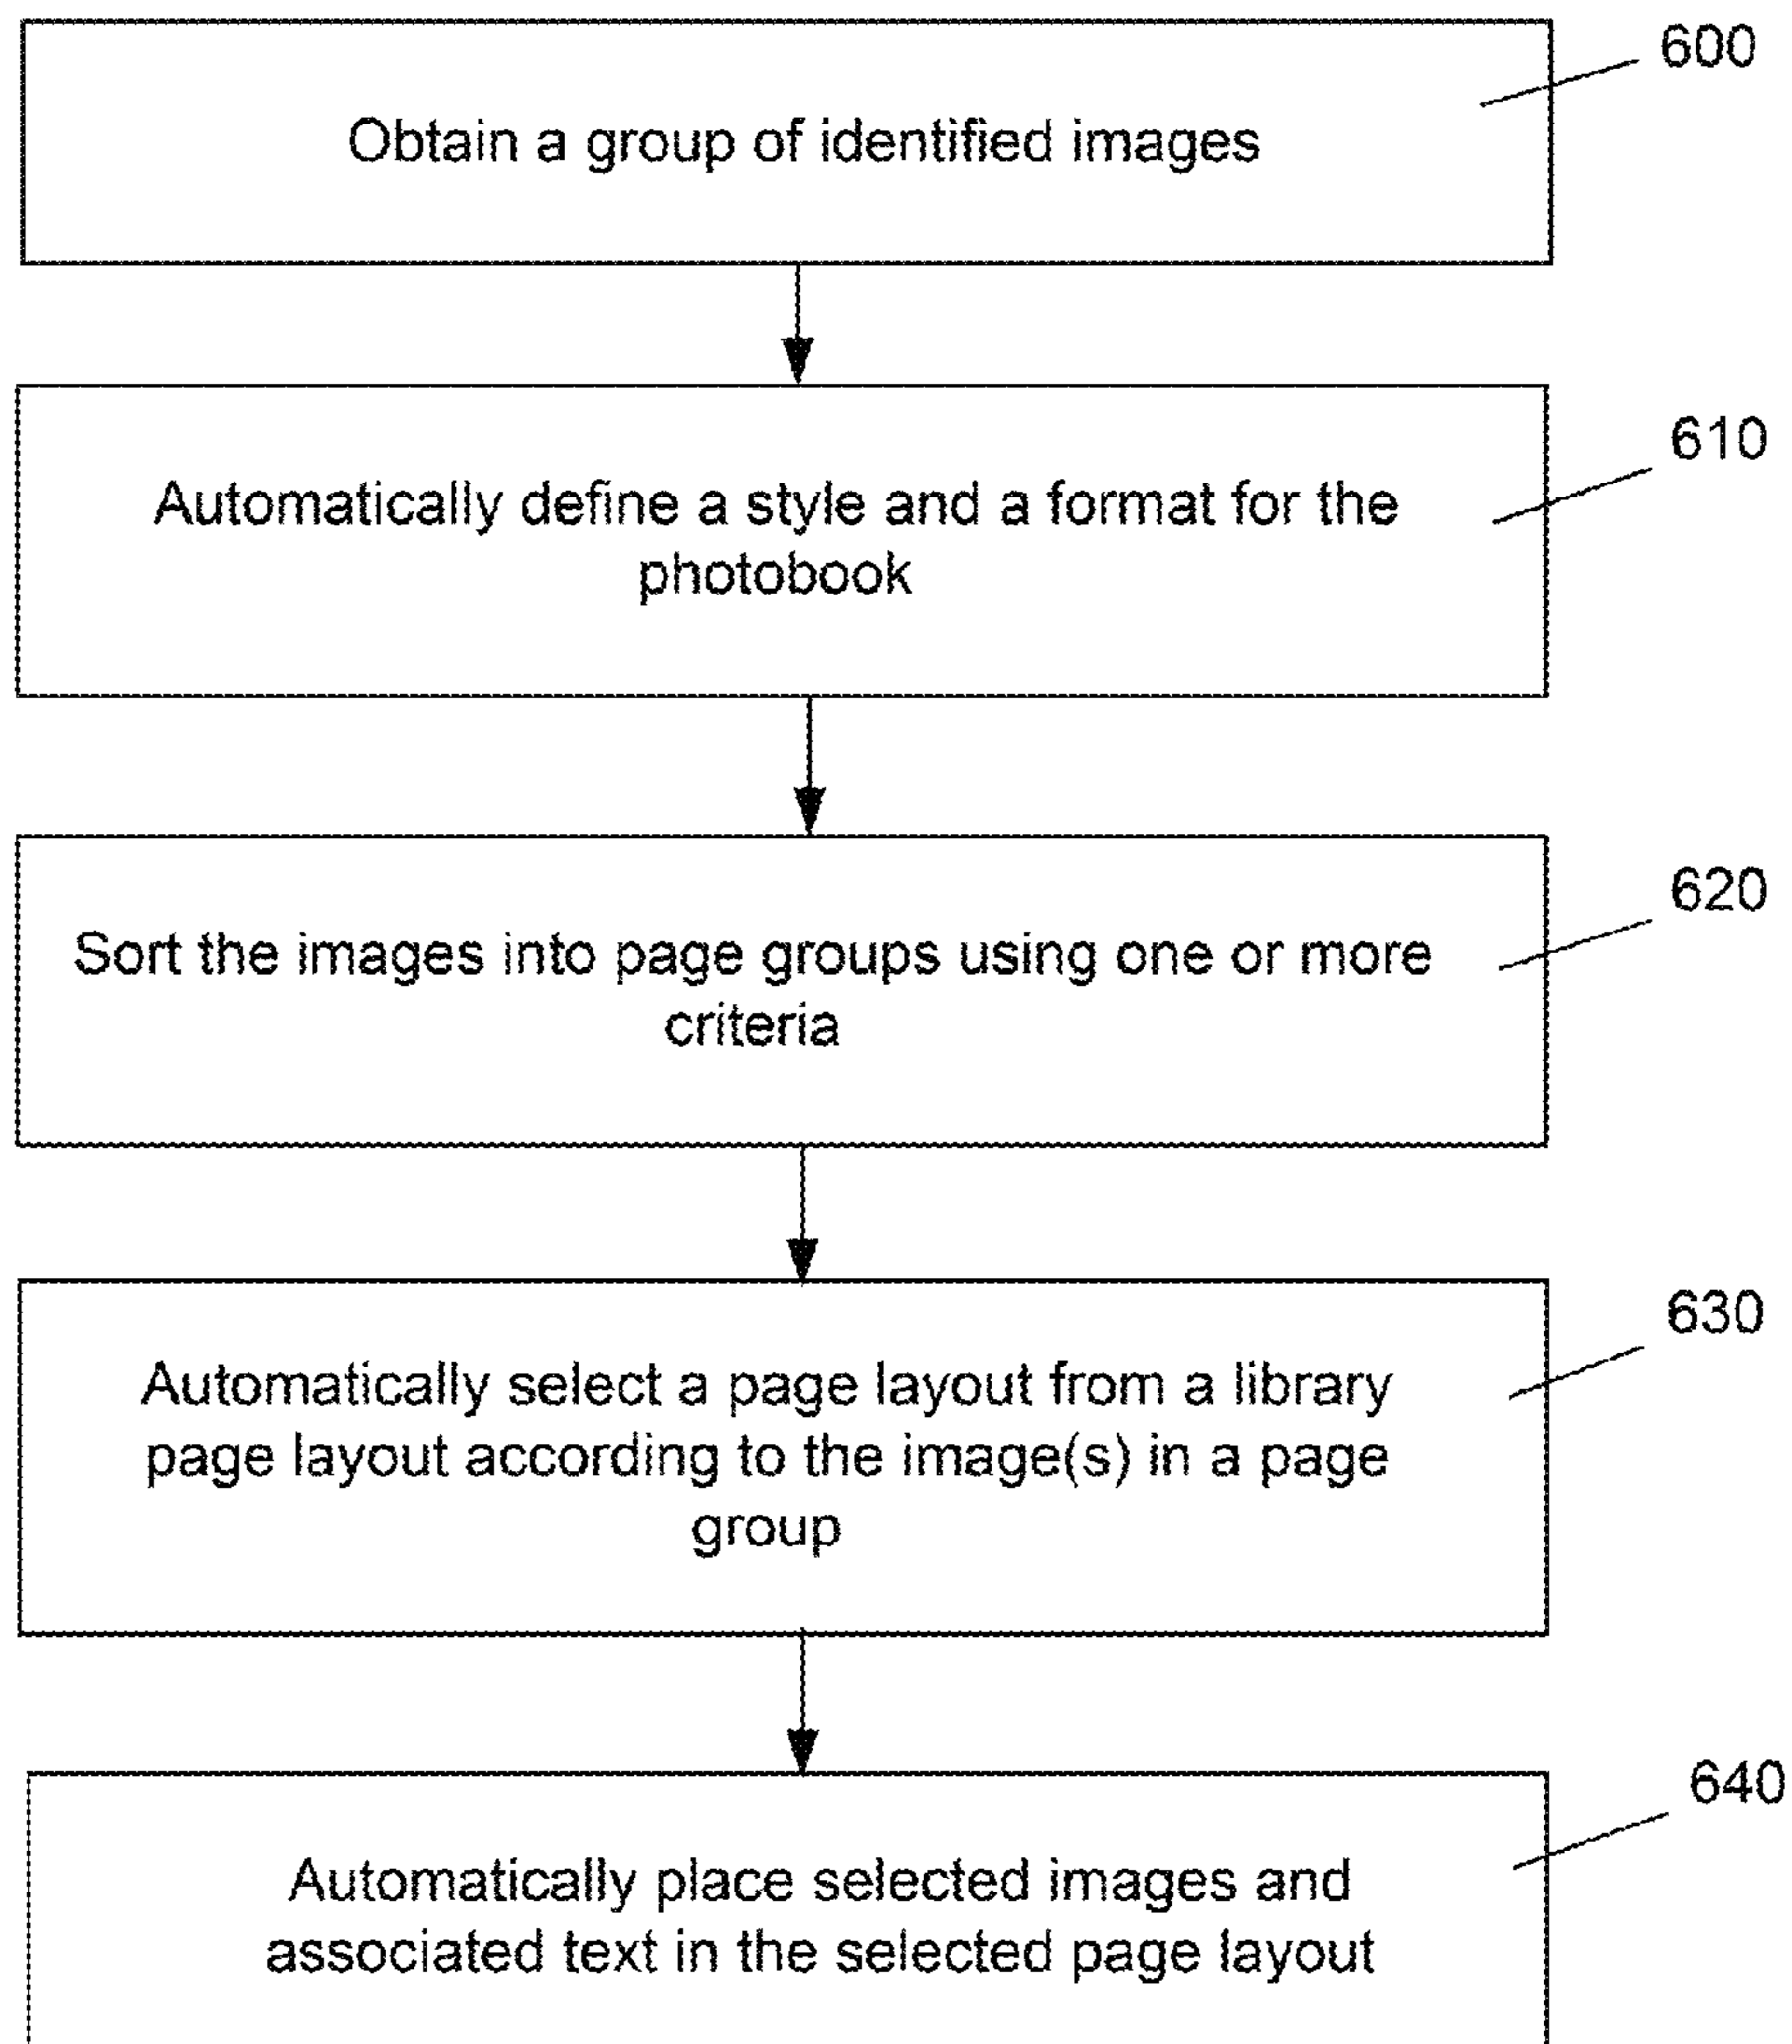 600
Obtain a group of identified images
610
Automatically define a style and a format for the
photobook
620
Sort the images into page groups using one or more
criteria
630
Automatically select a page layout from a library
page layout according to the image(s) in a page
group
640
Automatically place selected images and
associated text in the selected page layout